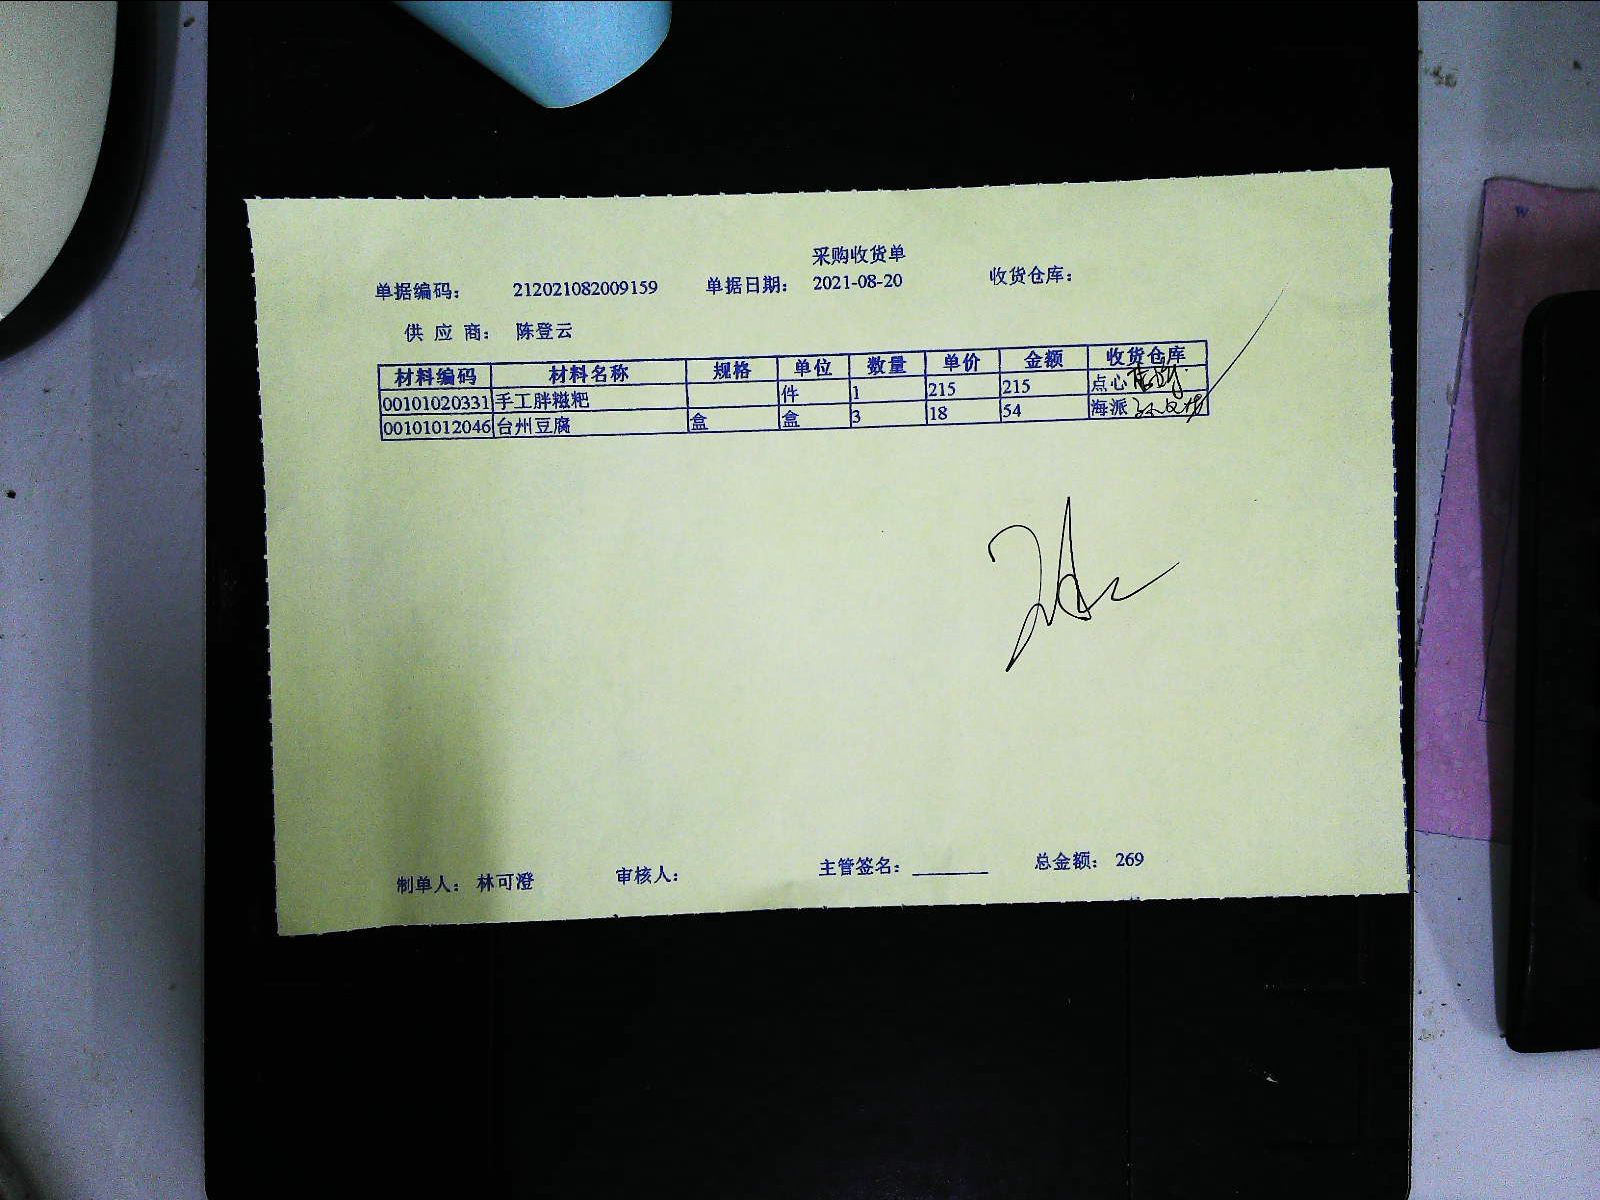 采购收货单
单据编码： 212021082009159 单据日期： 2021-08-20 收货仓库：
供 应 商： 陈登云
材料编码 材料名称 规格 单位 数量 单价 金额 收货仓库
00101020331 手工胖糍粑 件 1 215 215 点心
00101012046 台州豆腐 盒 盒 3 18 54 海派
制单人： 林可澄 审核人： 主管签名： ______ 总金额： 269
W